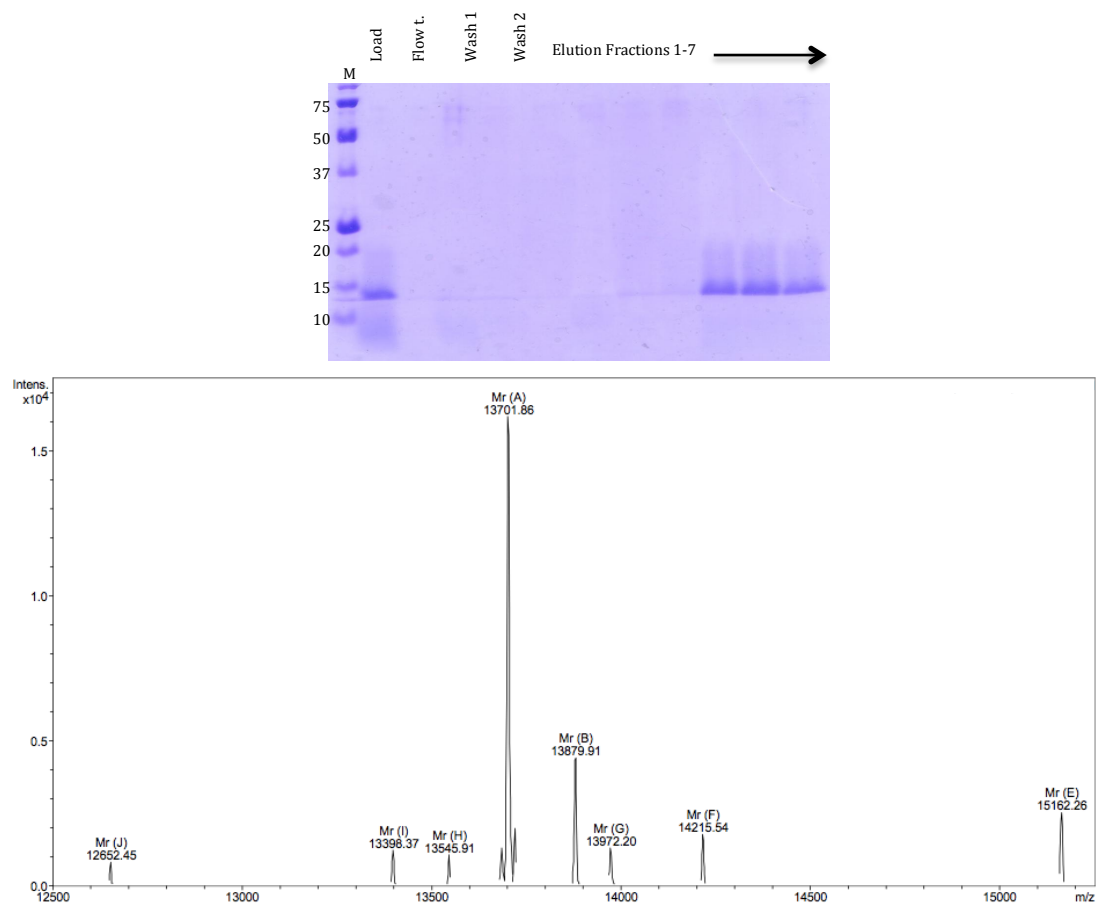 Load
Flow t.
Wash 1
Wash 2
Elution Fractions 1-7
M
75
50
37
25
20
15
10
Intens.
x10⁴
1.5
1.0
0.5
0.0
Mr (A)
13701.86
Mr (B)
13879.91
Mr (E)
15162.26
Mr (F)
14215.54
Mr (G)
13972.20
Mr (H)
13545.91
Mr (I)
13398.37
Mr (J)
12652.45
12500 13000 13500 14000 14500 15000 m/z